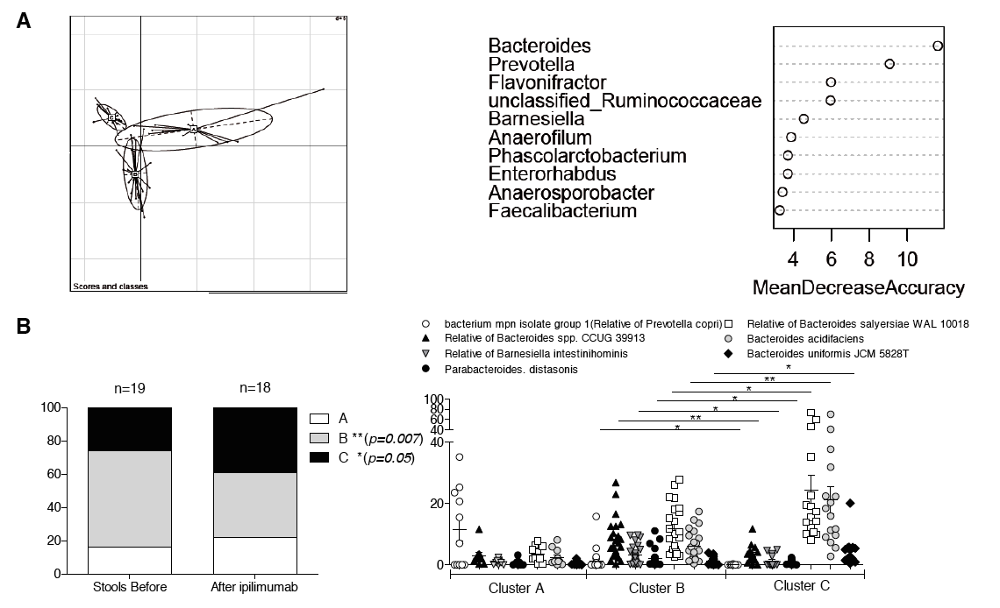 A
d= 5
A
B
C
Scores and classes
Bacteroides
Prevotella
Flavonifractor
unclassified_Ruminococcaceae
Barnesiella
Anaerofilum
Phascolarctobacterium
Enterorhabdus
Anaerosporobacter
Faecalibacterium
4 6 8 10
MeanDecreaseAccuracy
B
n=19 n=18
100
80
60
40
20
0
Stools Before After ipilimumab
A
B **(p=0.007)
C *(p=0.05)
bacterium mpn isolate group 1(Relative of Prevotella copri)
Relative of Bacteroides spp. CCUG 39913
Relative of Barnesiella intestinihominis
Parabacteroides. distasonis
Relative of Bacteroides salyersiae WAL 10018
Bacteroides acidifaciens
Bacteroides uniformis JCM 5828T
*
**
*
*
*
**
*
100
80
60
40
40
20
0
Cluster A Cluster B Cluster C